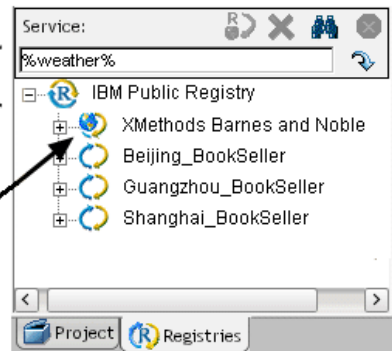 Service:
%weather%
IBM Public Registry
XMethods Barnes and Noble
Beijing_BookSeller
Guangzhou_BookSeller
Shanghai_BookSeller
Project
Registries